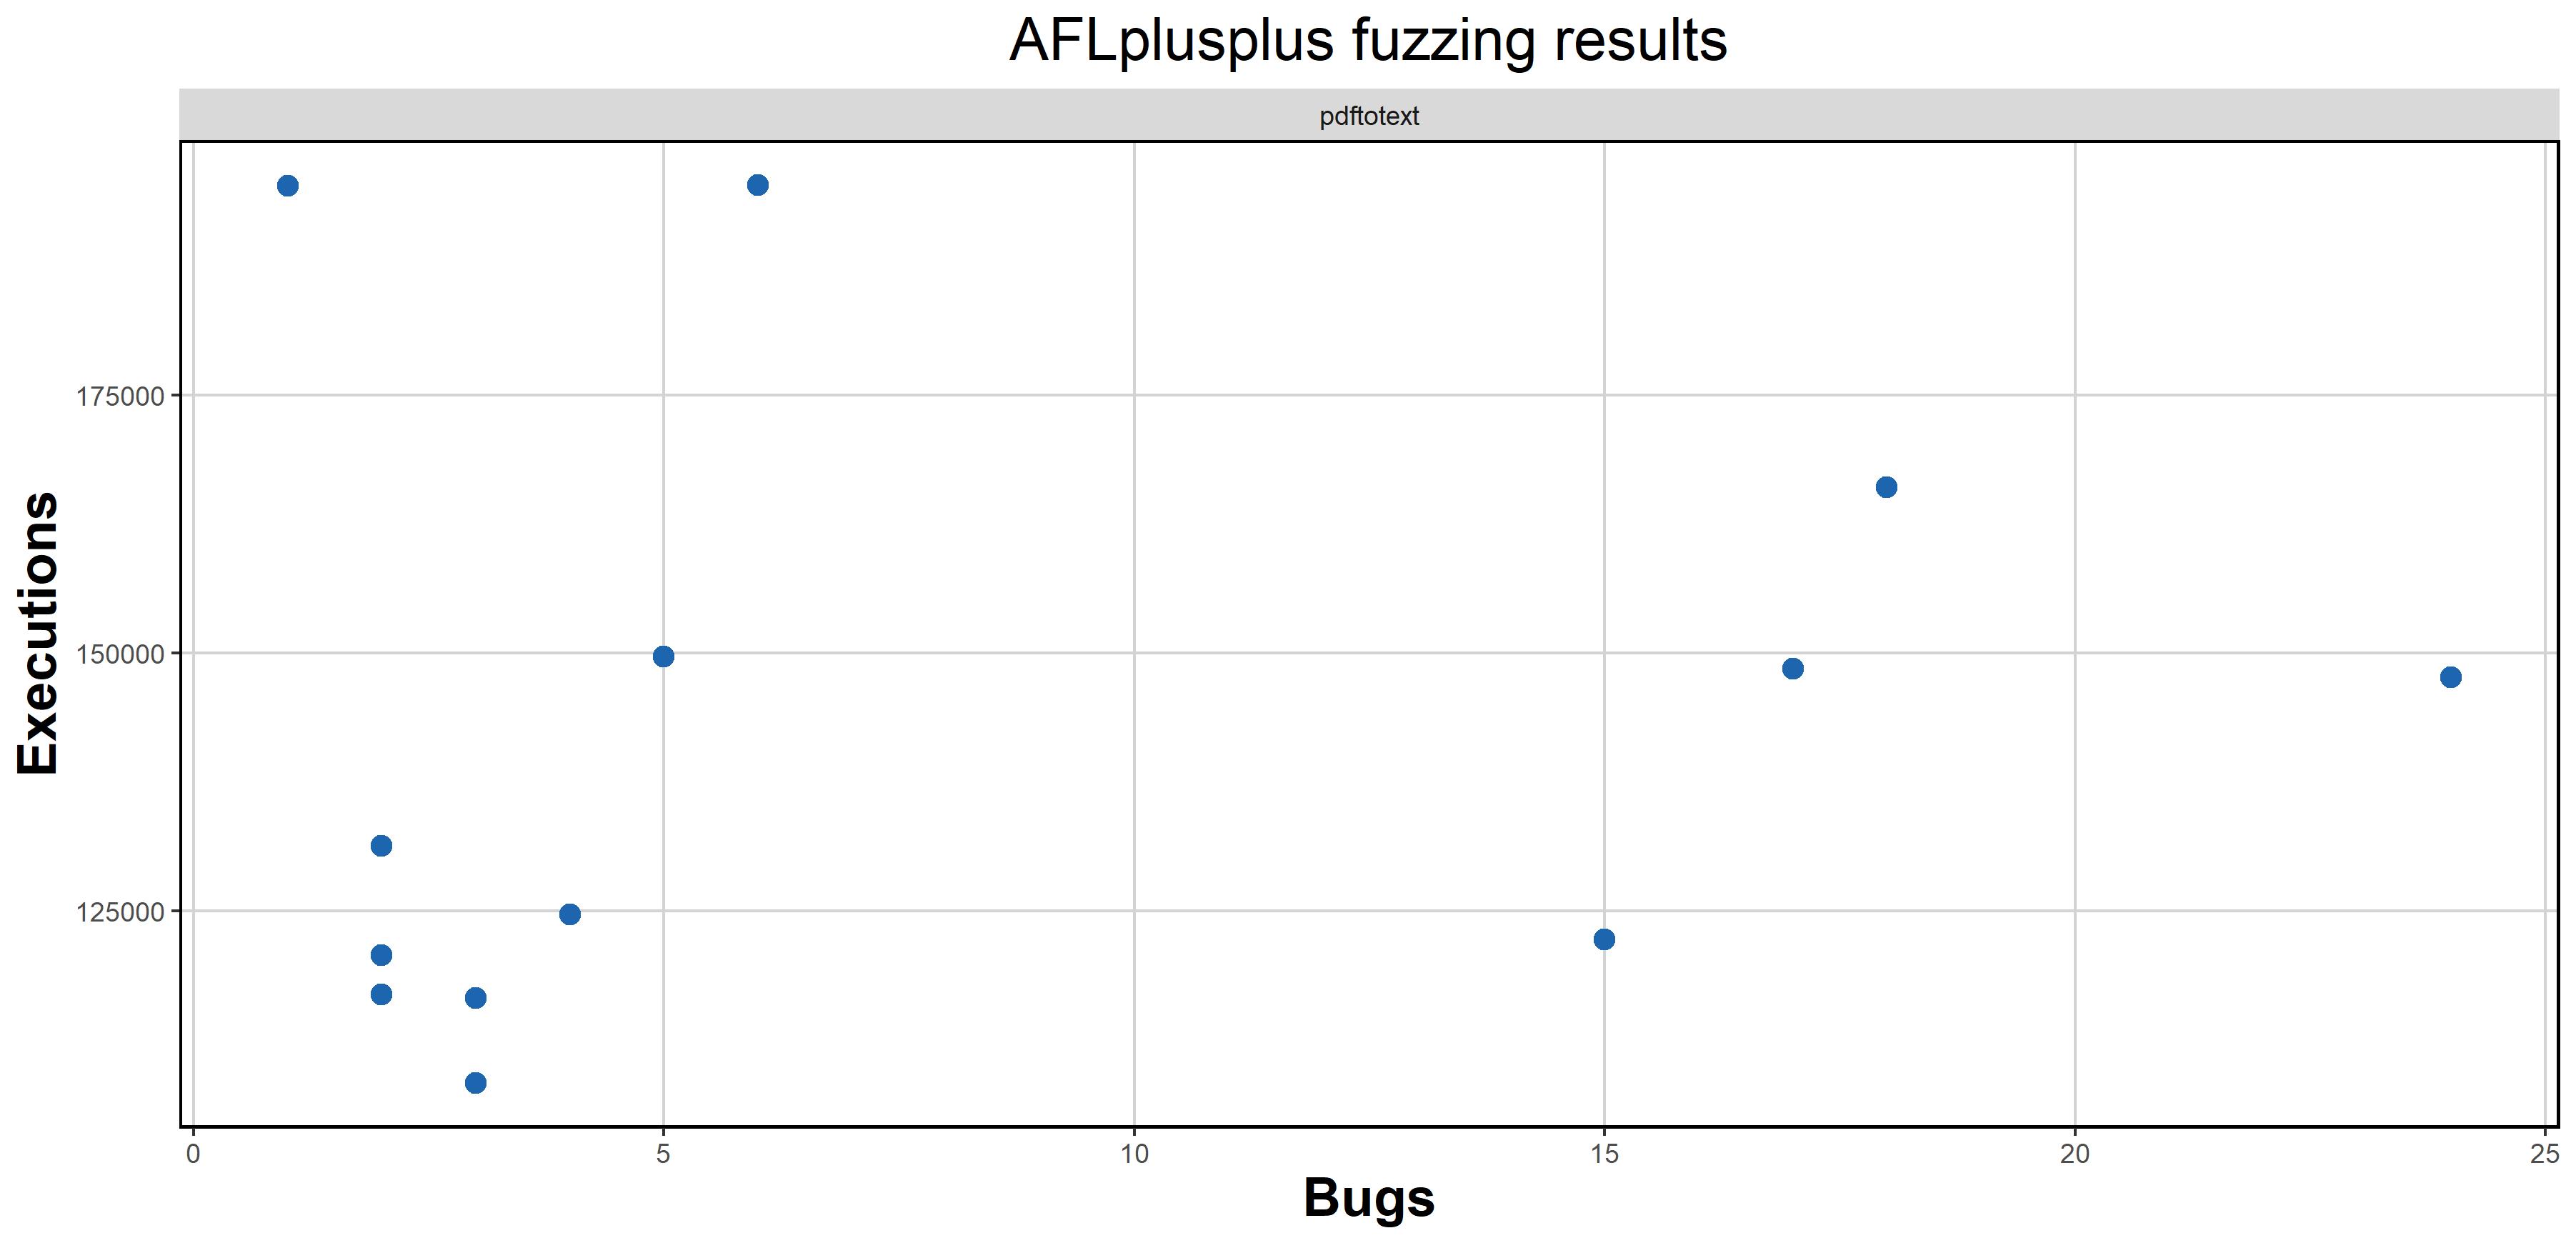 AFLplusplus fuzzing results
pdftotext
Executions
175000
150000
125000
0 5 10 15 20 25
Bugs